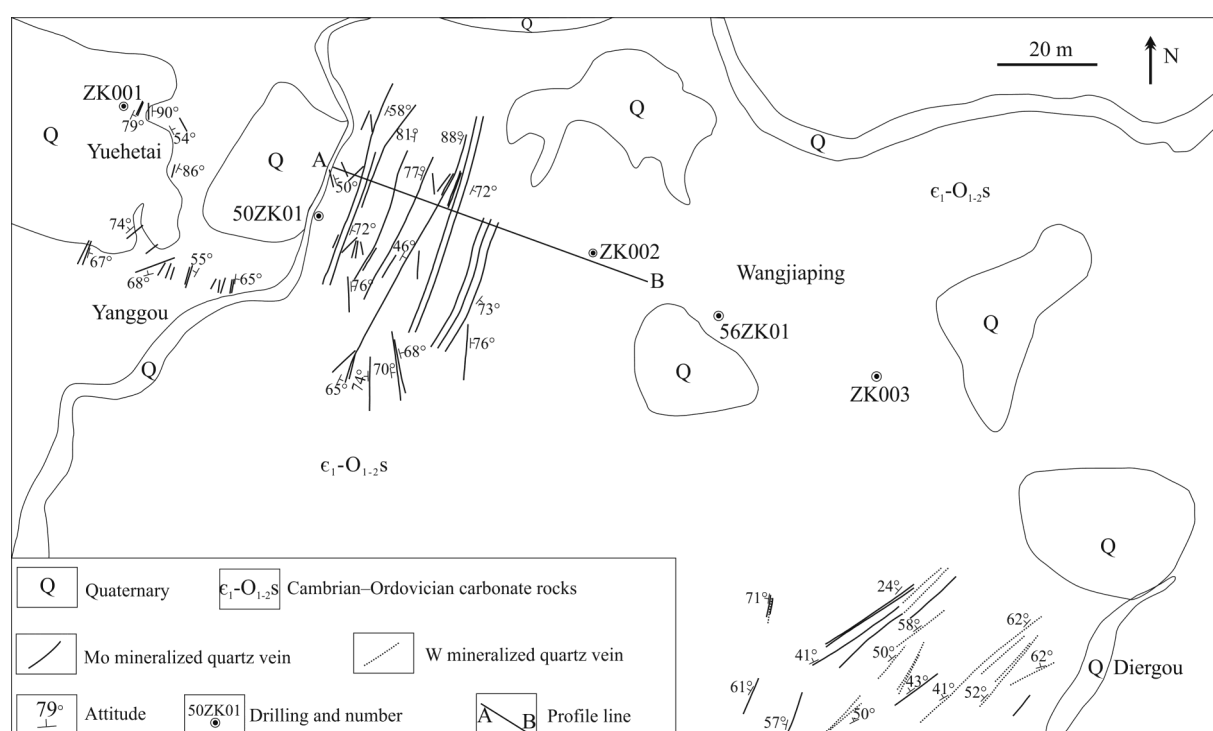 Q
20 m
N
ZK001
90°
79°
54°
Q
Yuehetai
86°
74°
67°
68°
55°
65°
Yanggou
Q
Q
58°
81°
88°
A
50°
77°
72°
50ZK01
72°
46°
76°
73°
76°
68°
70°
74°
65°
Q
Q
ZK002
B
Wangjiaping
56ZK01
Q
ZK003
Q
Є₁-O₁₋₂s
Є₁-O₁₋₂s
Q
71°
24°
58°
62°
41°
50°
62°
61°
43°
41°
52°
57°
50°
Q Diergou
Q Quaternary
Є₁-O₁₋₂s Cambrian–Ordovician carbonate rocks
Mo mineralized quartz vein
W mineralized quartz vein
79° Attitude
50ZK01 Drilling and number
A B Profile line